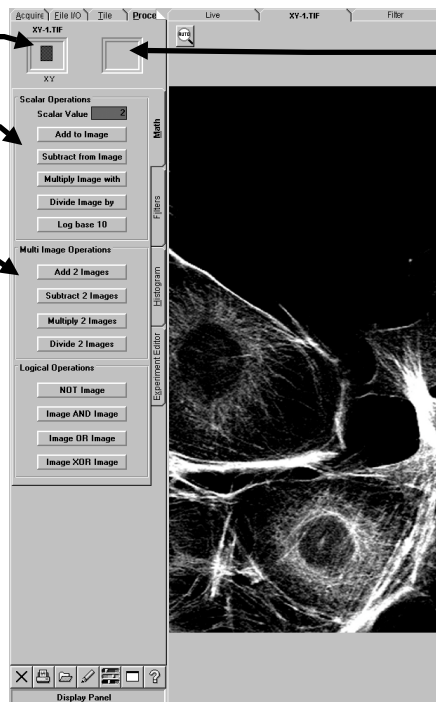 Acquire File I/O Tile Proce
Live XY-1.TIF Filter
XY-1.TIF
AUTO
XY
Scalar Operations
Scalar Value 2
Add to Image
Subtract from Image
Multiply Image with
Divide Image by
Log base 10
Math
Filters
Histogram
Experiment Editor
Multi Image Operations
Add 2 Images
Subtract 2 Images
Multiply 2 Images
Divide 2 Images
Logical Operations
NOT Image
Image AND Image
Image OR Image
Image XOR Image
?
Display Panel